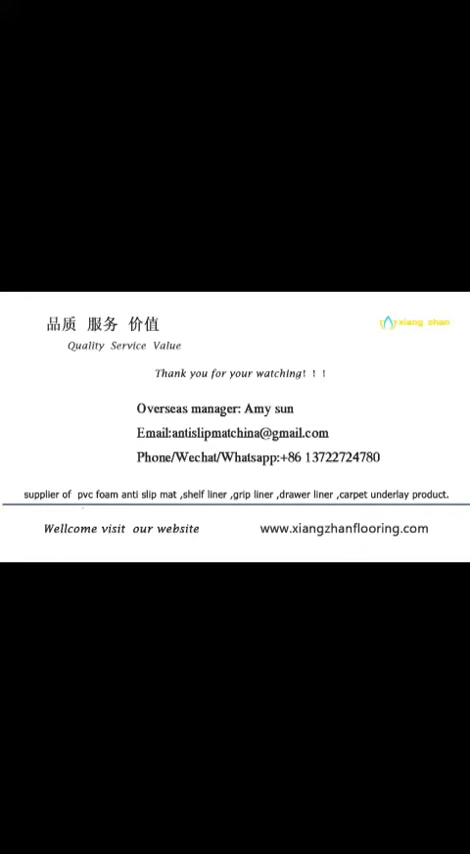 品质 服务 价值
xiang zhan
Quality Service Value
Thank you for your watching！！！
Overseas manager: Amy sun
Email:antislipmatchina@gmail.com
Phone/Wechat/Whatsapp:+86 13722724780
supplier of pvc foam anti slip mat ,shelf liner ,grip liner ,drawer liner ,carpet underlay product.
Wellcome visit our website www.xiangzhanflooring.com